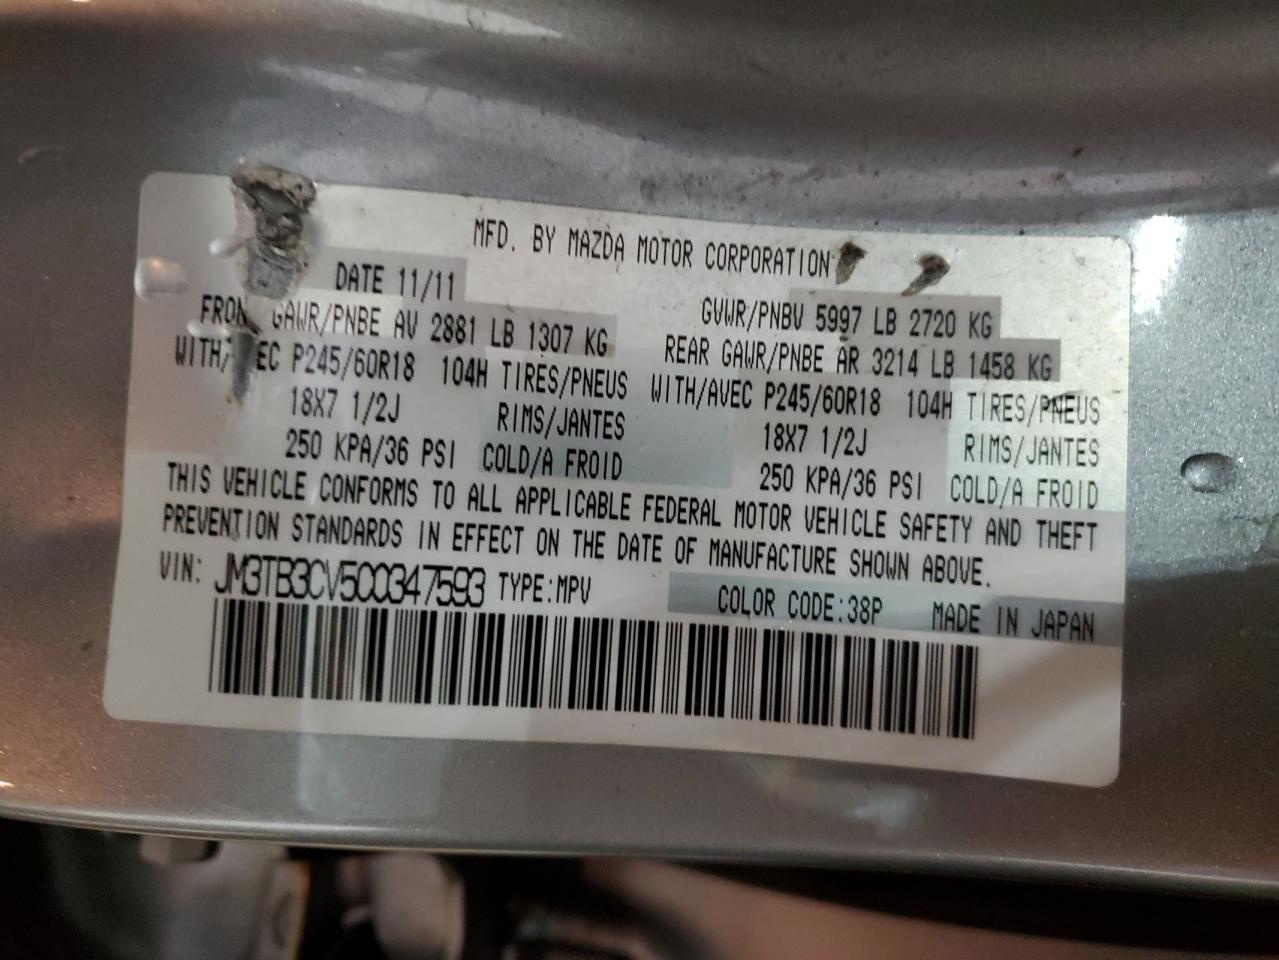 MFD. BY MAZDA MOTOR CORPORATION
DATE 11/11
GVWR/PNBV 5997 LB 2720 KG
FRONT GAWR/PNBE AV 2881 LB 1307 KG
REAR GAWR/PNBE AR 3214 LB 1458 KG
WITH/AVEC P245/60R18 104H TIRES/PNEUS
WITH/AVEC P245/60R18 104H TIRES/PNEUS
18X7 1/2J RIMS/JANTES
18X7 1/2J RIMS/JANTES
250 KPA/36 PSI COLD/A FROID
250 KPA/36 PSI COLD/A FROID
THIS VEHICLE CONFORMS TO ALL APPLICABLE FEDERAL MOTOR VEHICLE SAFETY AND THEFT
PREVENTION STANDARDS IN EFFECT ON THE DATE OF MANUFACTURE SHOWN ABOVE.
VIN: JM3TB3CV5C0347593 TYPE:MPV COLOR CODE:38P MADE IN JAPAN